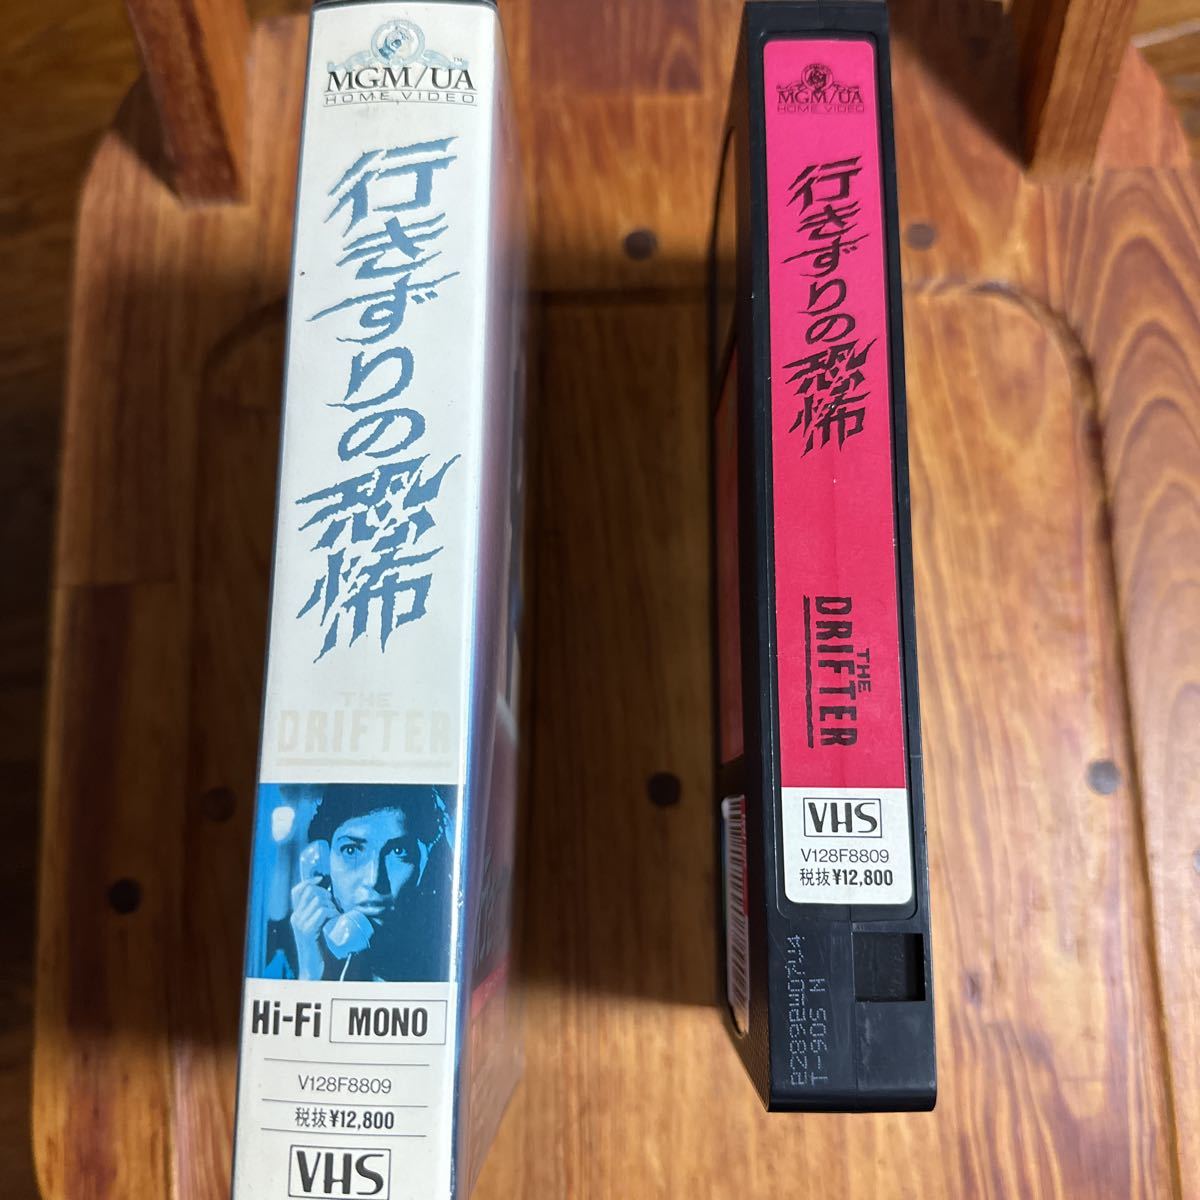 MGM/UA
HOME VIDEO
TM
行きずりの恐怖
THE
DRIFTER
Hi-Fi MONO
V128F8809
税抜¥12,800
VHS
MGM/UA
HOME VIDEO
行きずりの恐怖
THE
DRIFTER
VHS
V128F8809
税抜¥12,800
T-90S M